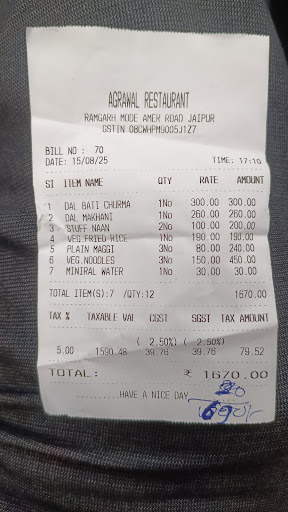 AGRAWAL RESTAURANT
RAMGARH MODE AMER ROAD JAIPUR
GSTIN 08CWHPM9005J1Z7
BILL NO : 70
DATE: 15/08/25 TIME: 17:10
SI ITEM NAME QTY RATE AMOUNT
1 DAL BATI CHURMA 1No 300.00 300.00
2 DAL MAKHANI 1No 260.00 260.00
3 STUFF NAAN 2No 100.00 200.00
4 VEG.FRIED RICE 1No 190.00 190.00
5 PLAIN MAGGI 3No 80.00 240.00
6 VEG.NOODLES 3No 150.00 450.00
7 MINIRAL WATER 1No 30.00 30.00
TOTAL ITEM(S):7 /QTY:12 1670.00
TAX % TAXABLE VAl CGST SGST TAX AMOUNT
( 2.50%) ( 2.50%)
5.00 1590.48 39.76 39.76 79.52
TOTAL: ₹ 1670.00
.....HAVE A NICE DAY.....